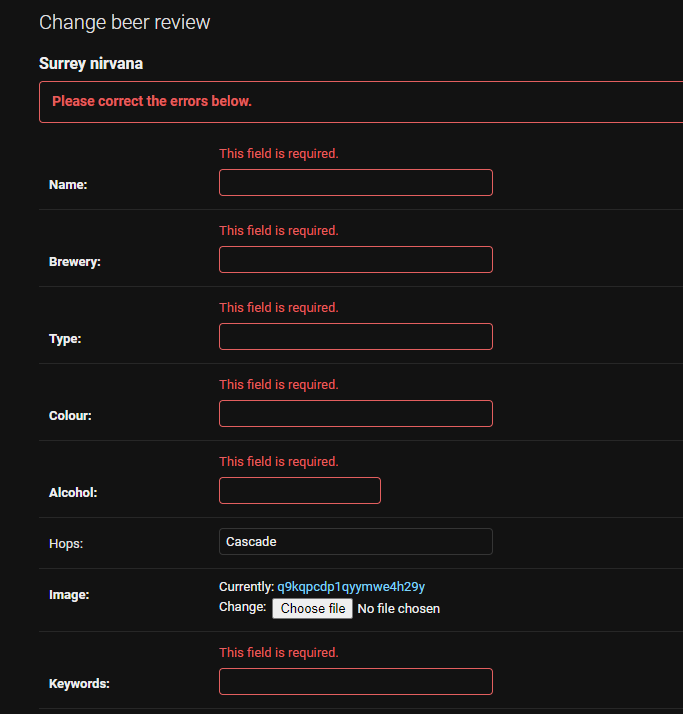 Change beer review
Surrey nirvana
Please correct the errors below.
This field is required.
Name:
This field is required.
Brewery:
This field is required.
Type:
This field is required.
Colour:
This field is required.
Alcohol:
Hops: Cascade
Image: Currently: q9kqpcdp1qyymwe4h29y
Change: Choose file No file chosen
This field is required.
Keywords: